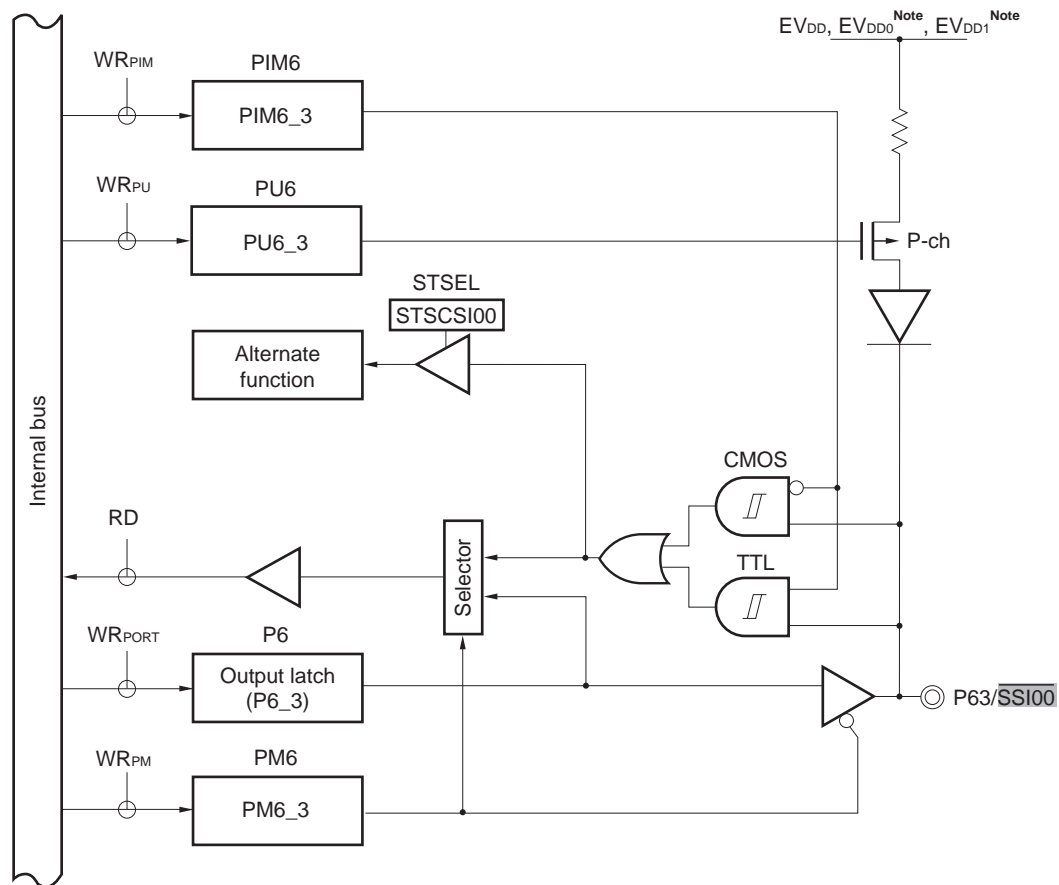 EVDD, EVDD0Note, EVDD1Note
WRPIM
PIM6
PIM6_3
WRPU
PU6
PU6_3
P-ch
STSEL
STSCSI00
Alternate
function
Internal bus
CMOS
RD
Selector
TTL
WRPORT
P6
Output latch
(P6_3)
P63/SSI00
WRPM
PM6
PM6_3